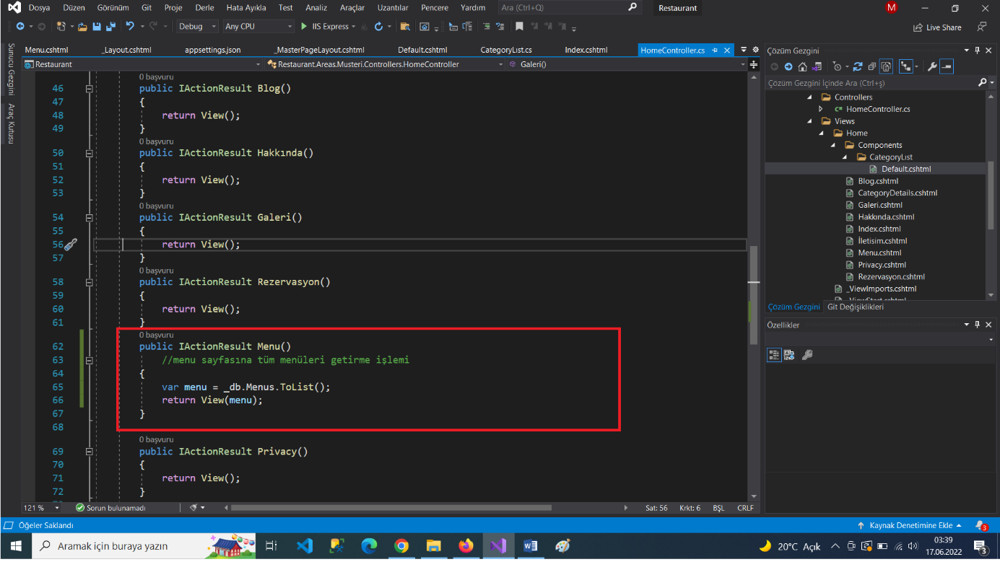 Dosya Düzen Görünüm Git Proje Derle Hata Ayıkla Test Analiz Araçlar Uzantılar Pencere Yardım Ara (Ctrl+Q) Restaurant M
Debug Any CPU IIS Express Live Share
Sunucu Gezgini
Araç Kutusu
Menu.cshtml _Layout.cshtml appsettings.json _MasterPageLayout.cshtml Default.cshtml CategoryLıst.cs Index.cshtml HomeController.cs
Restaurant Restaurant.Areas.Musteri.Controllers.HomeController Galeri()
0 başvuru
46 public IActionResult Blog()
47 {
48 return View();
49 }
0 başvuru
50 public IActionResult Hakkında()
51 {
52 return View();
53 }
0 başvuru
54 public IActionResult Galeri()
55 {
56 return View();
57 }
0 başvuru
58 public IActionResult Rezervasyon()
59 {
60 return View();
61 }
0 başvuru
62 public IActionResult Menu()
63 //menu sayfasına tüm menüleri getirme işlemi
64 {
65 var menu = _db.Menus.ToList();
66 return View(menu);
67 }
68
0 başvuru
69 public IActionResult Privacy()
70 {
71 return View();
72 }
121 % Sorun bulunamadı Sat: 56 Krkt: 6 BŞL CRLF
Çözüm Gezgini
Çözüm Gezgini İçinde Ara (Ctrl+ş)
Controllers
C# HomeController.cs
Views
Home
Components
CategoryLıst
Default.cshtml
Blog.cshtml
CategoryDetails.cshtml
Galeri.cshtml
Hakkında.cshtml
Index.cshtml
İletisim.cshtml
Menu.cshtml
Privacy.cshtml
Rezervasyon.cshtml
_ViewImports.cshtml
_ViewStart.cshtml
Çözüm Gezgini Git Değişiklikleri
Özellikler
Öğeler Saklandı Kaynak Denetimine Ekle 3
Aramak için buraya yazın 20°C Açık 03:39
17.06.2022 3